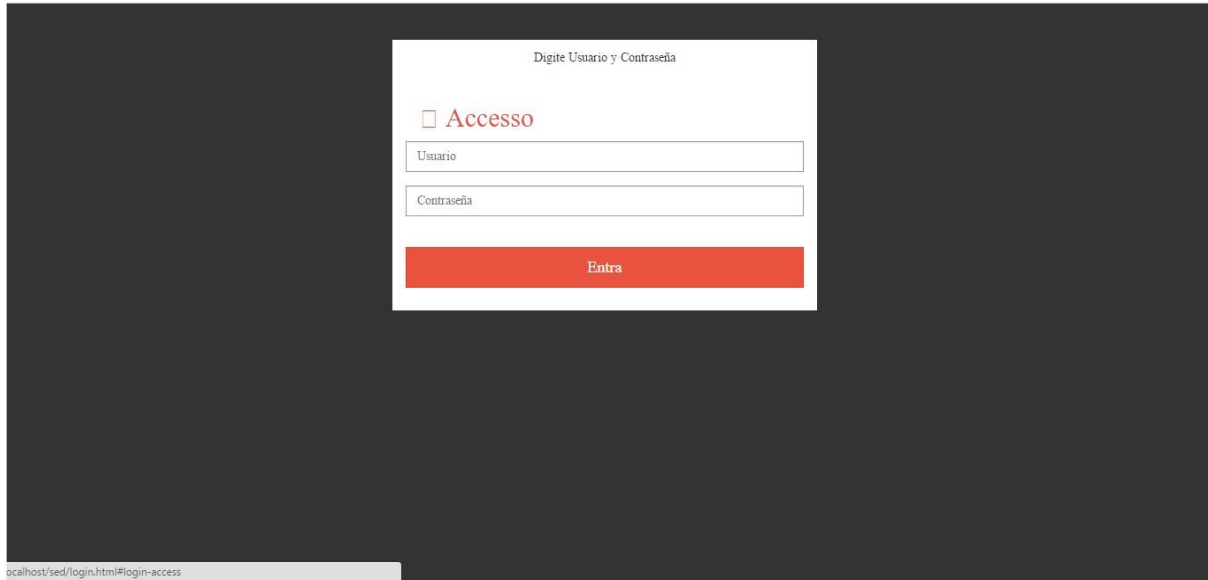 Digite Usuario y Contraseña
Accesso
Usuario
Contraseña
Entra
ocalhost/sed/login.html#login-access